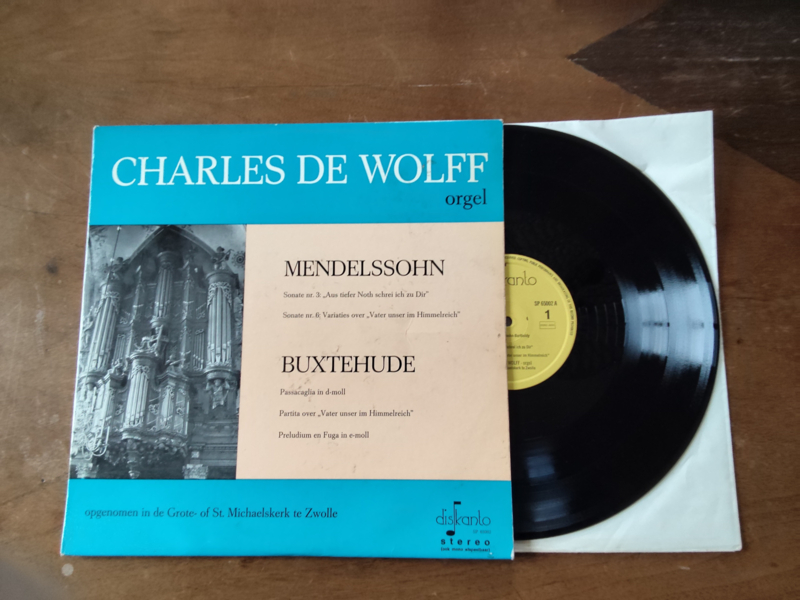 CHARLES DE WOLFF
orgel
MENDELSSOHN
Sonate nr. 3: „Aus tiefer Noth schrei ich zu Dir"
Sonate nr. 6: Variaties over „Vater unser im Himmelreich"
BUXTEHUDE
Passacaglia in d-moll
Partita over „Vater unser im Himmelreich"
Preludium en Fuga in e-moll
opgenomen in de Grote- of St. Michaelskerk te Zwolle
diskanto
stereo
1